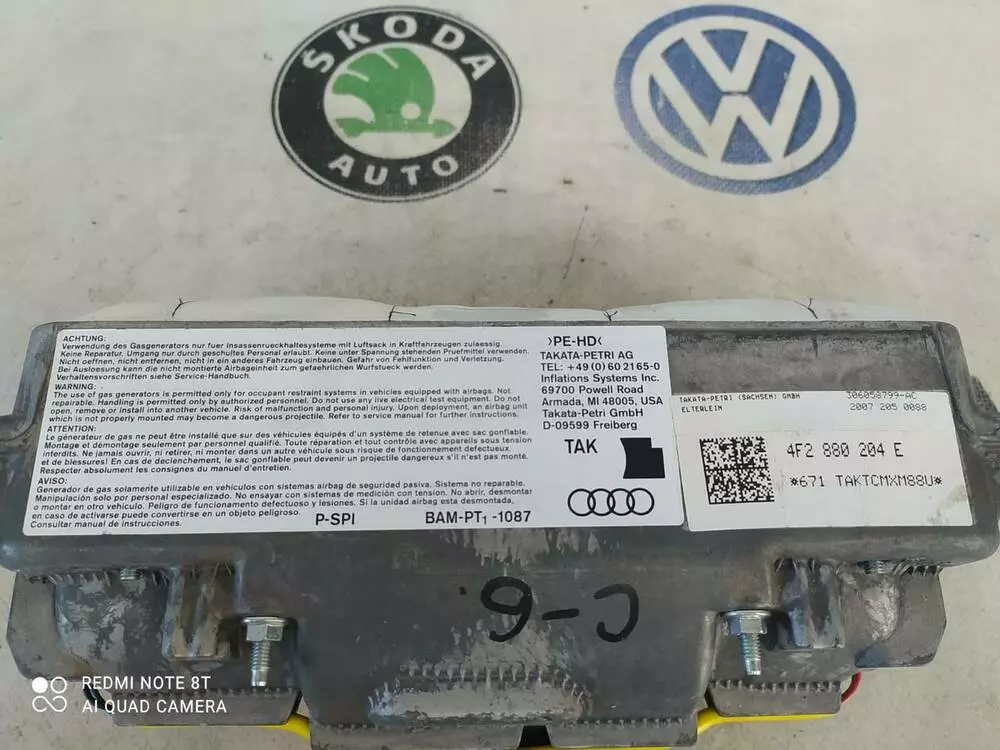 ŠKODA
AUTO
VW
ACHTUNG:
Verwendung des Gasgenerators nur fuer Insassenrueckhaltesysteme mit Luftsack in Kraftfahrzeugen zulaessig.
Keine Reparatur. Umgang nur durch geschultes Personal erlaubt. Keine unter Spannung stehenden Pruefmittel verwenden.
Nicht oeffnen, nicht entfernen, nicht in ein anderes Fahrzeug einbauen. Gefahr von Fehlfunktion und Verletzung.
Bei Ausloesung kann die nicht montierte Airbageinheit zum gefaehrlichen Wurfstueck werden.
Verhaltensvorschriften siehe Service-Handbuch.
WARNING:
The use of gas generators is permitted only for occupant restraint systems in vehicles equipped with airbags. Not
repairable. Handling is permitted only by authorized personnel. Do not use any live electrical test equipment. Do not
open, remove or install into another vehicle. Risk of malfunction and personal injury. Upon deployment, an airbag unit
which is not properly mounted may become a dangerous projectile. Refer to service manual for further instructions.
ATTENTION:
Le générateur de gaz ne peut être installé que sur des véhicules équipés d'un système de protection avec sac gonflable.
Montage et démontage seulement par personnel autorisé. Toute réparation et tout contrôle avec appareils sous tension
interdits. Ne jamais ouvrir, ni retirer, ni monter dans un autre véhicule sous risque de fonctionnement defectueux
et de blessures! En cas de declenchement, le sac gonflable peut devenir un projectile dangereux s'il n'est pas monté.
Respecter absolument les consignes du manuel d'entretien.
AVISO:
Generador de gas solamente utilizable en vehículos con sistemas airbag de seguridad pasiva. No reparable.
Manipulación solo por personal especializado. No ensayar con sistemas de medición con tensión. No abrir, desmontar
o montar en otro vehículo. Peligro de funcionamento defectuoso y lesiones. Si la unidad airbag esta desmontada,
en caso de activarse puede convertirse en un objeto peligroso.
Consultar manual de instrucciones.
P-SPI
BAM-PT1-1087
>PE-HD<
TAKATA-PETRI AG
TEL: +49 (0) 60 21 65-0
Inflations Systems Inc.
69700 Powell Road
Armada, MI 48005, USA
Takata-Petri GmbH
D-09599 Freiberg
TAK
TAKATA-PETRI (SACHSEN) GMBH
ELTERLEIN
306058799-AC
2007 205 0088
4F2 880 204 E
*671 TAKTCMXM88U*
C-6
REDMI NOTE 8T
AI QUAD CAMERA